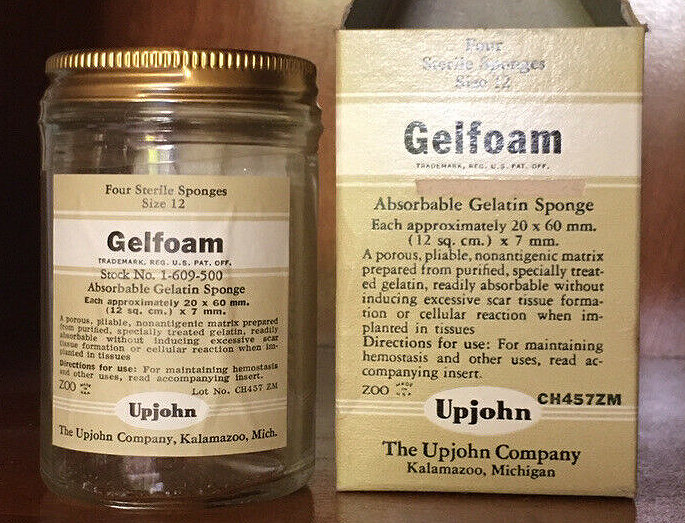 Four Sterile Sponges
Size 12
Gelfoam
TRADEMARK, REG. U.S. PAT. OFF.
Stock No. 1-609-500
Absorbable Gelatin Sponge
Each approximately 20 x 60 mm.
(12 sq. cm.) x 7 mm.
A porous, pliable, nonantigenic matrix prepared
from purified, specially treated gelatin, readily
absorbable without inducing excessive scar
tissue formation or cellular reaction when im-
planted in tissues
Directions for use: For maintaining hemostasis
and other uses, read accompanying insert.
ZOO MADE IN U.S.A. Lot No. CH457 ZM
Upjohn
The Upjohn Company, Kalamazoo, Mich.
Four
Sterile Sponges
Size 12
Gelfoam
TRADEMARK, REG. U.S. PAT. OFF.
Absorbable Gelatin Sponge
Each approximately 20 x 60 mm.
(12 sq. cm.) x 7 mm.
A porous, pliable, nonantigenic matrix
prepared from purified, specially treat-
ed gelatin, readily absorbable without
inducing excessive scar tissue forma-
tion or cellular reaction when im-
planted in tissues
Directions for use: For maintaining
hemostasis and other uses, read ac-
companying insert.
ZOO MADE IN U.S.A.
Upjohn CH457ZM
The Upjohn Company
Kalamazoo, Michigan